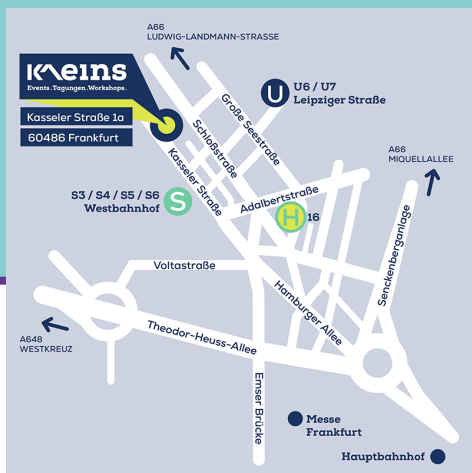 A66
LUDWIG-LANDMANN-STRASSE
Kaeins
Events.Tagungen.Workshops.
Kasseler Straße 1a
60486 Frankfurt
U
U6 / U7
Leipziger Straße
Große Seestraße
Schloßstraße
Kasseler Straße
A66
MIQUELLALLEE
S3 / S4 / S5 / S6
Westbahnhof
S
Adalbertstraße
H
16
Senckenberganlage
Voltastraße
Hamburger Allee
Theodor-Heuss-Allee
A648
WESTKREUZ
Emser Brücke
Messe
Frankfurt
Hauptbahnhof